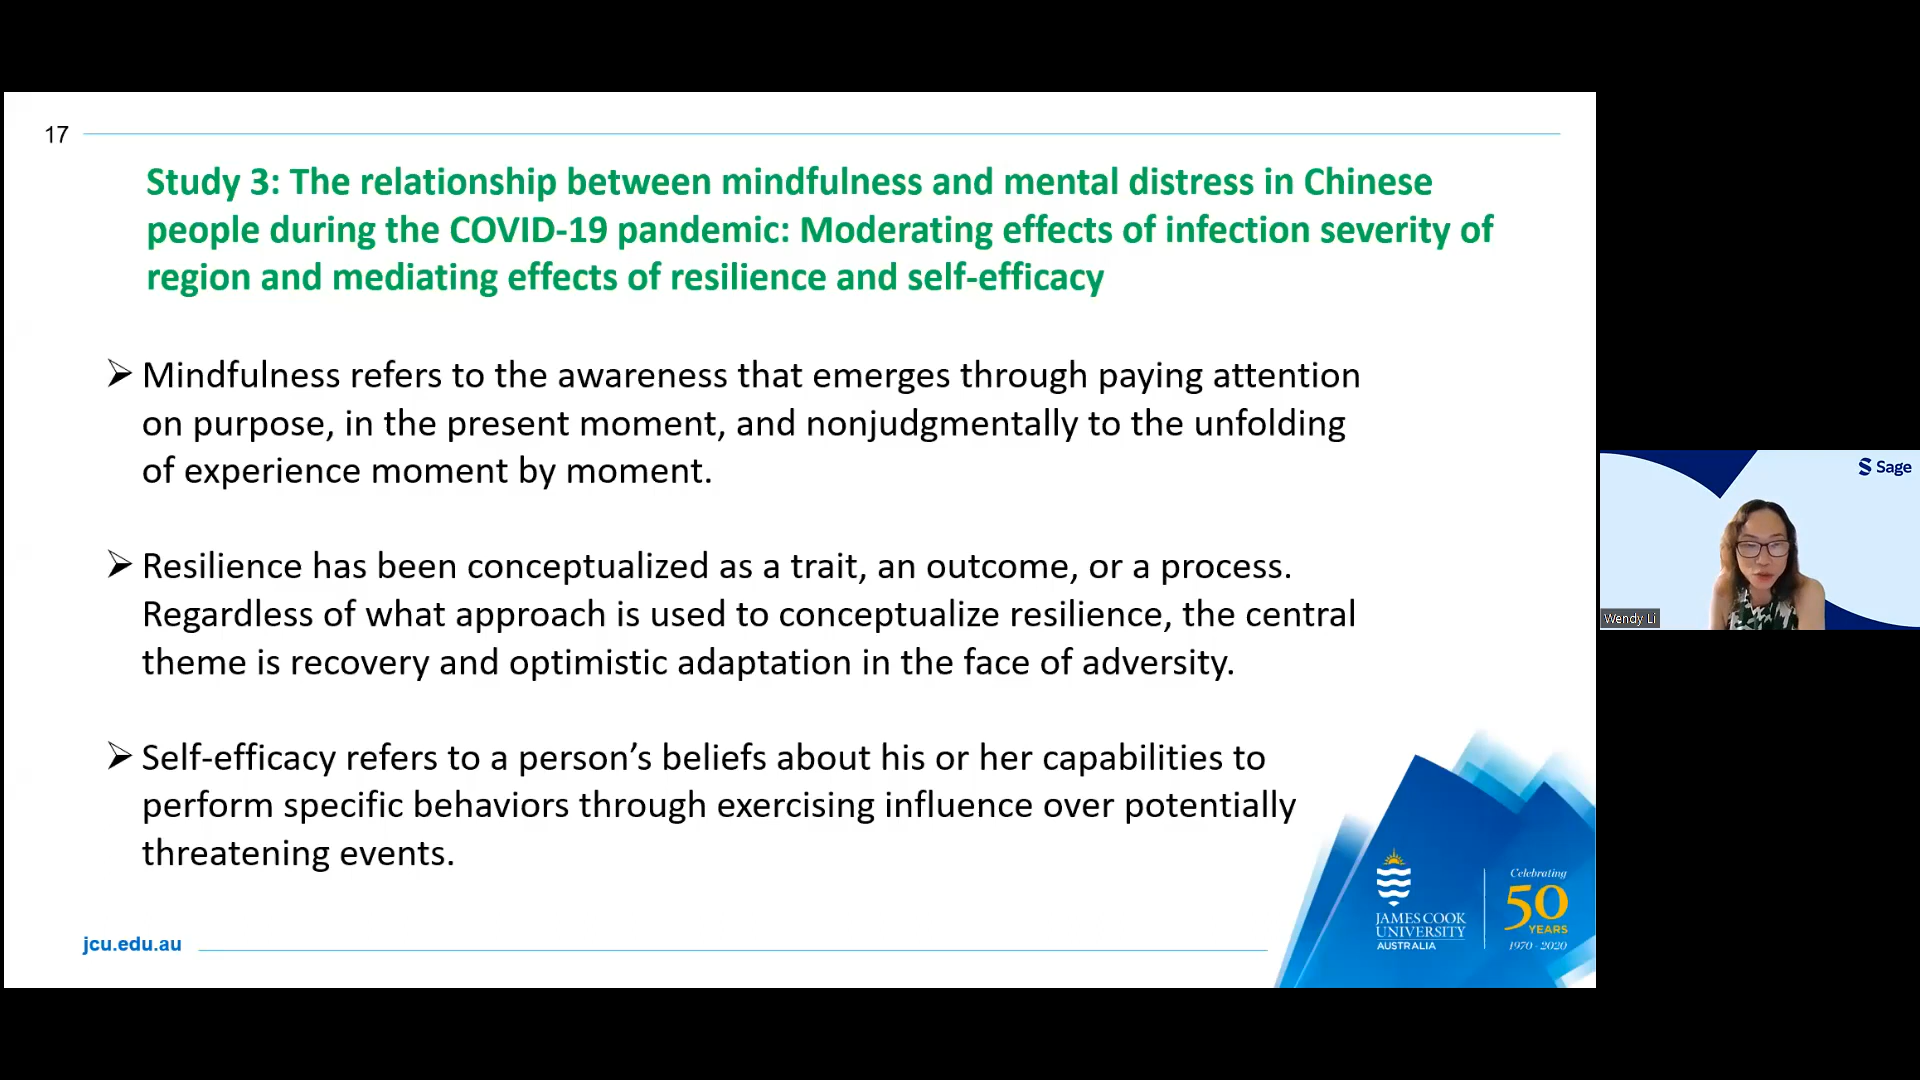 17
Study 3: The relationship between mindfulness and mental distress in Chinese
people during the COVID-19 pandemic: Moderating effects of infection severity of
region and mediating effects of resilience and self-efficacy
Mindfulness refers to the awareness that emerges through paying attention
on purpose, in the present moment, and nonjudgmentally to the unfolding
of experience moment by moment.
Resilience has been conceptualized as a trait, an outcome, or a process.
Regardless of what approach is used to conceptualize resilience, the central
theme is recovery and optimistic adaptation in the face of adversity.
Self-efficacy refers to a person’s beliefs about his or her capabilities to
perform specific behaviors through exercising influence over potentially
threatening events.
jcu.edu.au
JAMES COOK
UNIVERSITY
AUSTRALIA
Celebrating
50
YEARS
1970 - 2020
Sage
Wendy Li